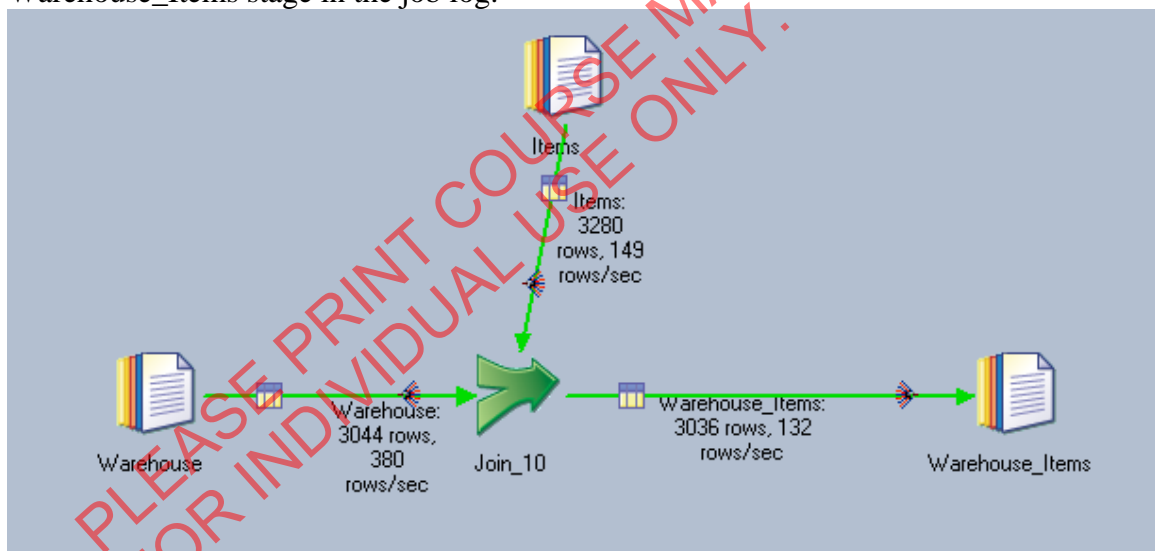 Warehouse_Items stage in the job log.
PLEASE PRINT COURSE MA
FOR INDIVIDUAL USE ONLY.
Items
Items:
3280
rows, 149
rows/sec
Warehouse
Warehouse:
3044 rows,
380
rows/sec
Join_10
Warehouse_Items:
3036 rows, 132
rows/sec
Warehouse_Items